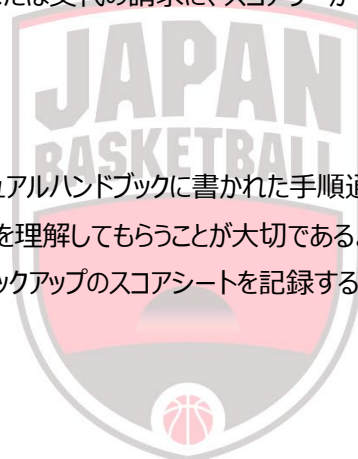 または交代の請求に、スコアラーが
JAPAN
BASKETBALL
ュアルハンドブックに書かれた手順通
を理解してもらうことが大切である。
ックアップのスコアシートを記録する